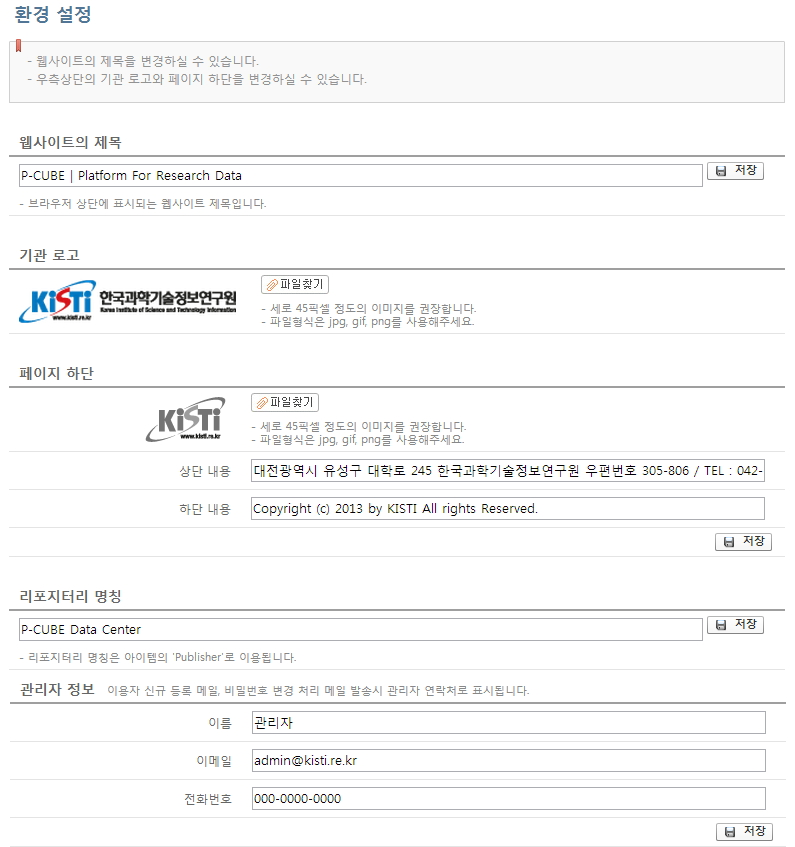 환경 설정
- 웹사이트의 제목을 변경하실 수 있습니다.
- 우측상단의 기관 로고와 페이지 하단을 변경하실 수 있습니다.
웹사이트의 제목
P-CUBE | Platform For Research Data
저장
- 브라우저 상단에 표시되는 웹사이트 제목입니다.
기관 로고
KiSTi 한국과학기술정보연구원
www.kisti.re.kr Korea Institute of Science and Technology Information
파일찾기
- 세로 45픽셀 정도의 이미지를 권장합니다.
- 파일형식은 jpg, gif, png를 사용해주세요.
페이지 하단
KiSTi
www.kisti.re.kr
파일찾기
- 세로 45픽셀 정도의 이미지를 권장합니다.
- 파일형식은 jpg, gif, png를 사용해주세요.
상단 내용 대전광역시 유성구 대학로 245 한국과학기술정보연구원 우편번호 305-806 / TEL : 042-
하단 내용 Copyright (c) 2013 by KISTI All rights Reserved.
저장
리포지터리 명칭
P-CUBE Data Center
저장
- 리포지터리 명칭은 아이템의 'Publisher'로 이용됩니다.
관리자 정보 이용자 신규 등록 메일, 비밀번호 변경 처리 메일 발송시 관리자 연락처로 표시됩니다.
이름 관리자
이메일 admin@kisti.re.kr
전화번호 000-0000-0000
저장